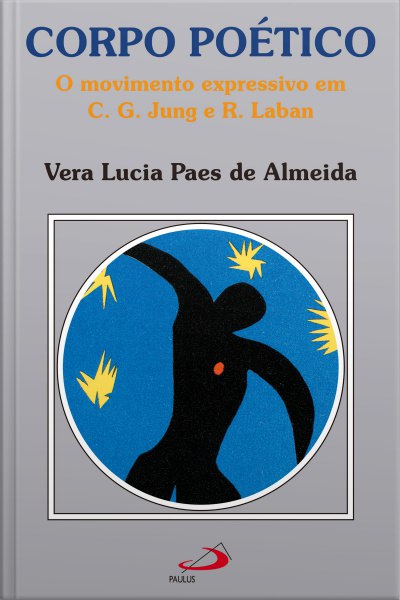 CORPO POÉTICO
O movimento expressivo em
C. G. Jung e R. Laban
Vera Lucia Paes de Almeida
PAULUS